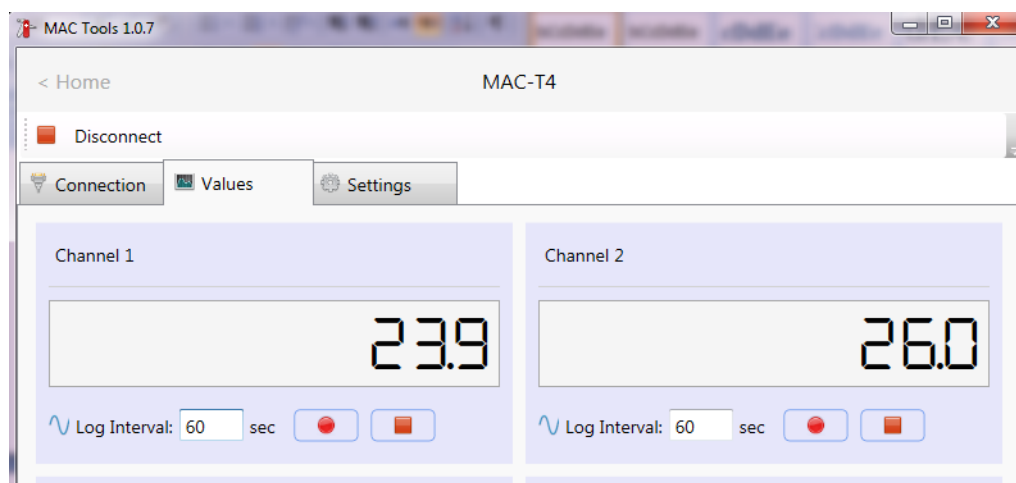 MAC Tools 1.0.7
< Home
MAC-T4
Disconnect
Connection
Values
Settings
Channel 1
23.9
Log Interval: 60 sec
Channel 2
26.0
Log Interval: 60 sec